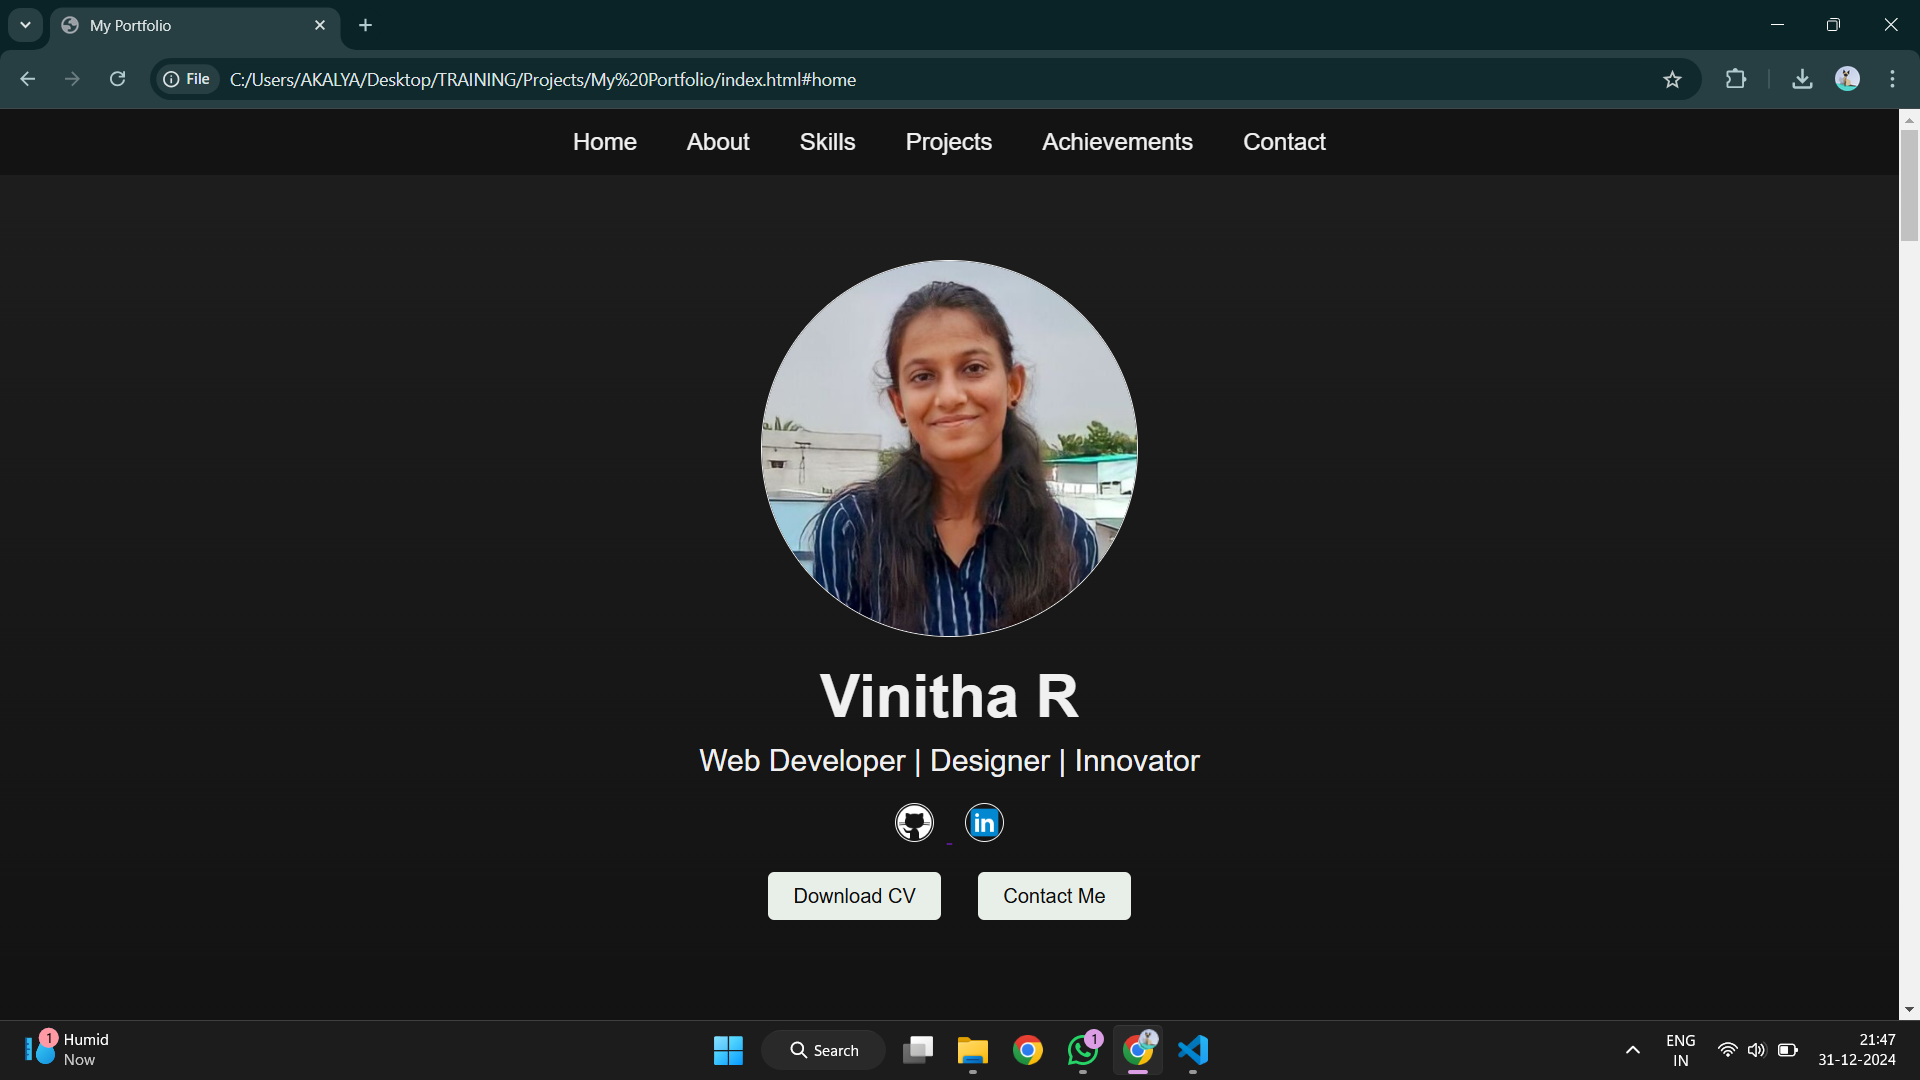 My Portfolio
File
C:/Users/AKALYA/Desktop/TRAINING/Projects/My%20Portfolio/index.html#home
Home About Skills Projects Achievements Contact
Vinitha R
Web Developer | Designer | Innovator
in
Download CV Contact Me
1
Humid
Now
Search
1
ENG
IN
21:47
31-12-2024